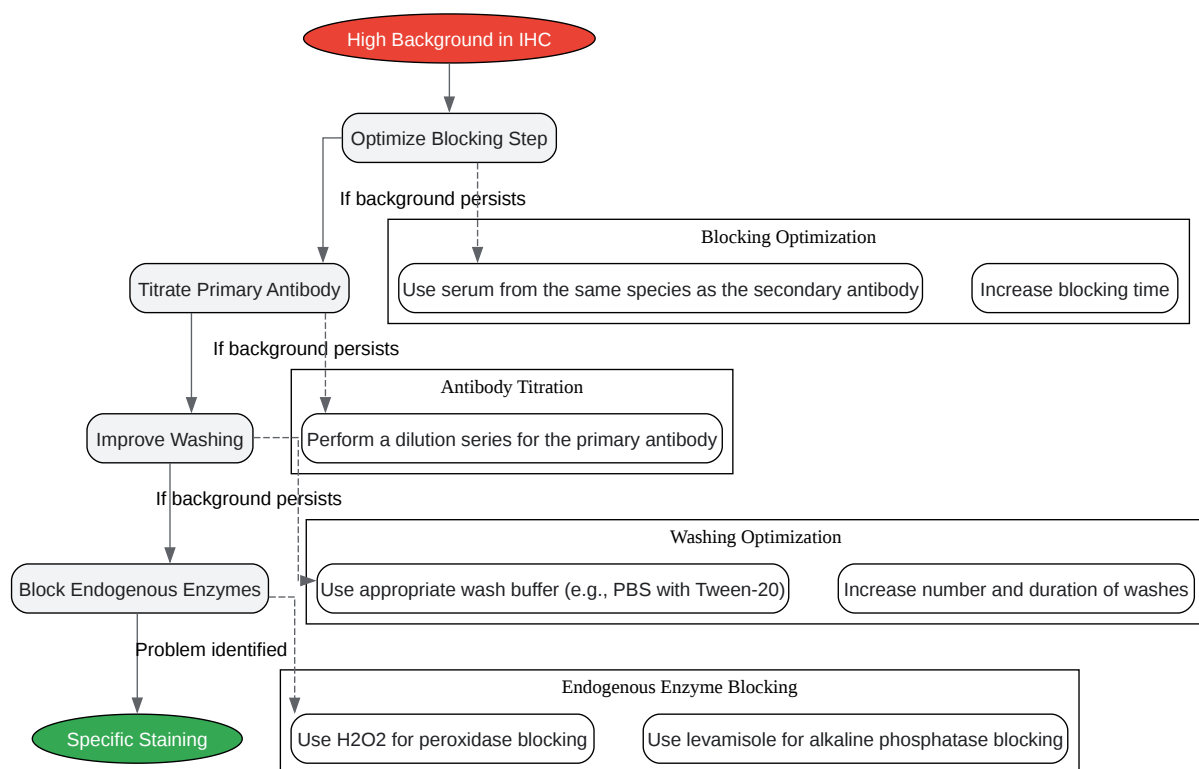 High Background in IHC
Optimize Blocking Step
If background persists
Blocking Optimization
Use serum from the same species as the secondary antibody
Increase blocking time
Titrate Primary Antibody
If background persists
Antibody Titration
Perform a dilution series for the primary antibody
Improve Washing
If background persists
Washing Optimization
Use appropriate wash buffer (e.g., PBS with Tween-20)
Increase number and duration of washes
Block Endogenous Enzymes
Problem identified
Endogenous Enzyme Blocking
Use H2O2 for peroxidase blocking
Use levamisole for alkaline phosphatase blocking
Specific Staining